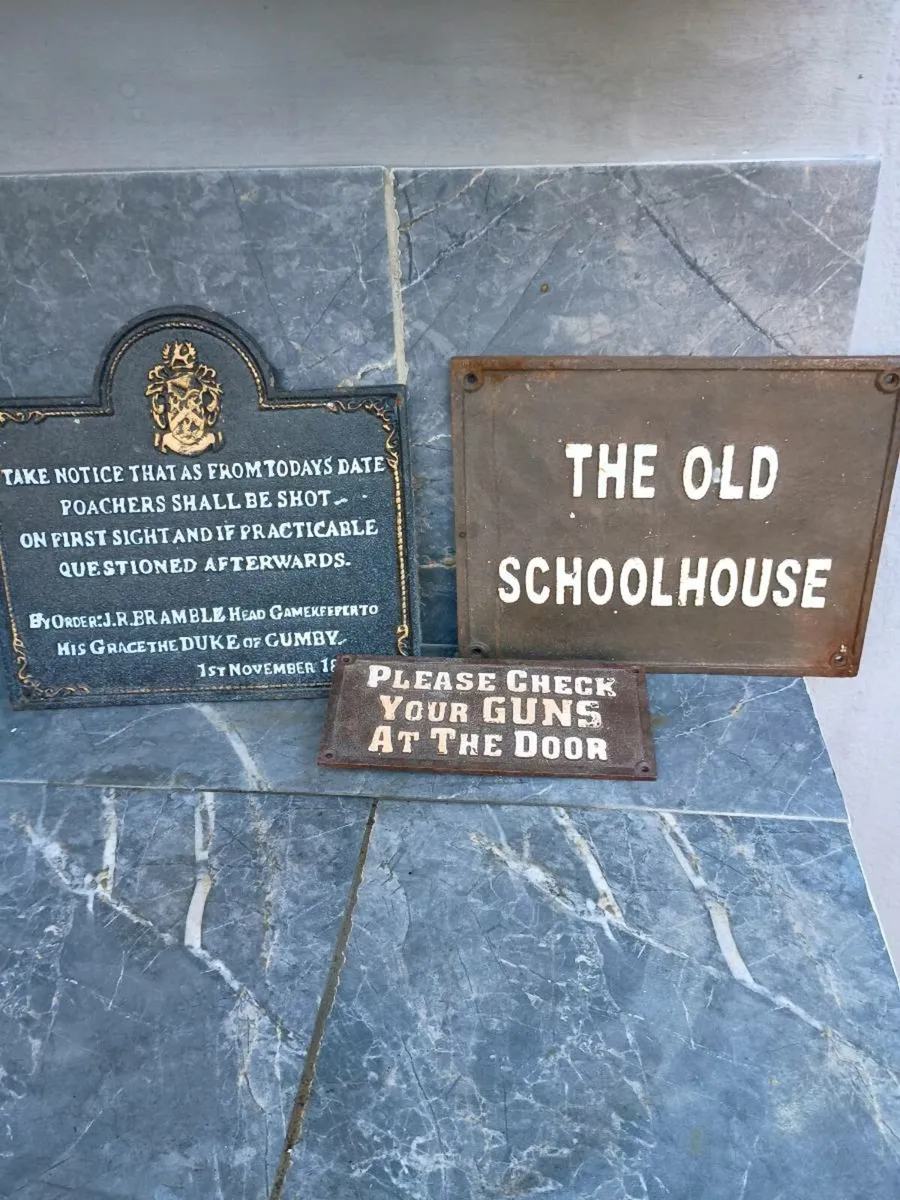 TAKE NOTICE THAT AS FROM TODAYS DATE
POACHERS SHALL BE SHOT
ON FIRST SIGHT AND IF PRACTICABLE
QUESTIONED AFTERWARDS.
BY ORDER: J.R. BRAMBLE HEAD GAMEKEEPER TO
HIS GRACE THE DUKE OF GUMBY.
1ST NOVEMBER
THE OLD
SCHOOLHOUSE
PLEASE CHECK
YOUR GUNS
AT THE DOOR